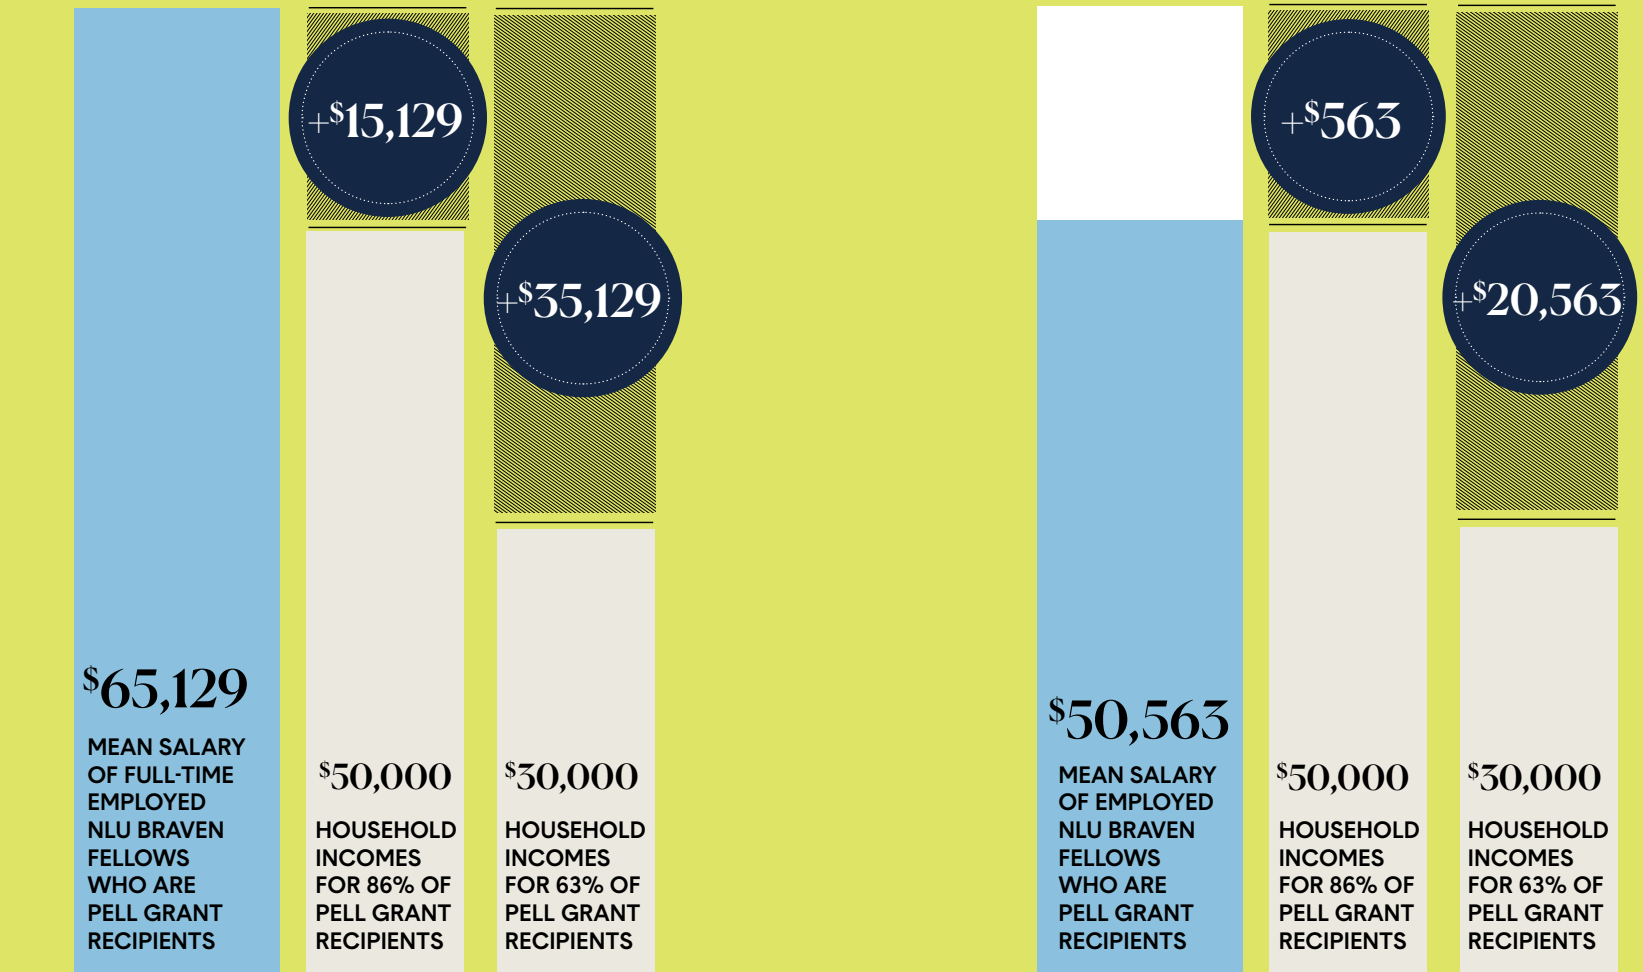 +$15,129
+$35,129
$65,129
MEAN SALARY
OF FULL-TIME
EMPLOYED
NLU BRAVEN
FELLOWS
WHO ARE
PELL GRANT
RECIPIENTS
$50,000
HOUSEHOLD
INCOMES
FOR 86% OF
PELL GRANT
RECIPIENTS
$30,000
HOUSEHOLD
INCOMES
FOR 63% OF
PELL GRANT
RECIPIENTS
+$563
+$20,563
$50,563
MEAN SALARY
OF EMPLOYED
NLU BRAVEN
FELLOWS
WHO ARE
PELL GRANT
RECIPIENTS
$50,000
HOUSEHOLD
INCOMES
FOR 86% OF
PELL GRANT
RECIPIENTS
$30,000
HOUSEHOLD
INCOMES
FOR 63% OF
PELL GRANT
RECIPIENTS